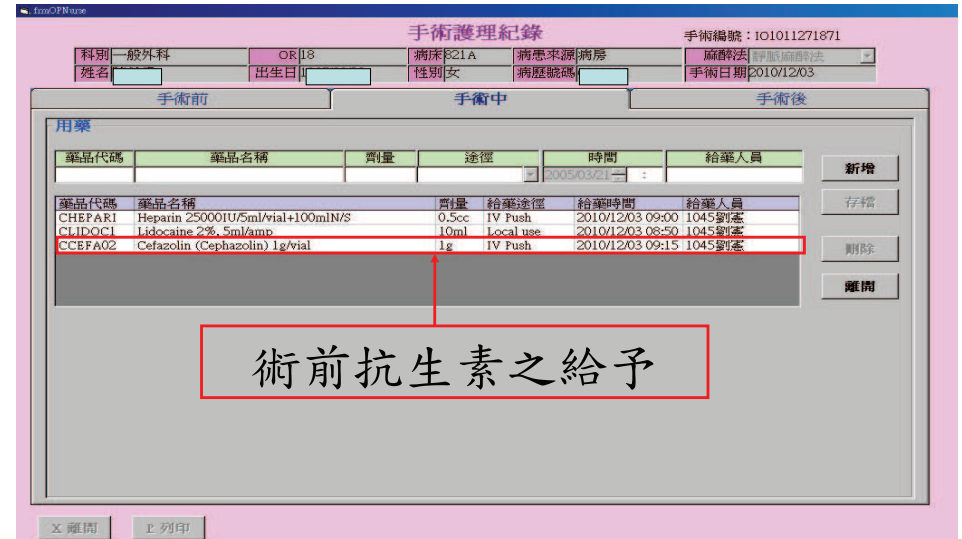 frmOPNurse
手術護理紀錄
手術編號：IO1011271871
科別 一般外科 OR 18 病床 821A 病患來源 病房 麻醉法 靜脈麻醉法
姓名 出生日 性別 女 病歷號碼 手術日期 2010/12/03
手術前 手術中 手術後
用藥
藥品代碼 藥品名稱 劑量 途徑 時間 給藥人員 新增
2005/03/21 :
藥品代碼 藥品名稱 劑量 給藥途徑 給藥時間 給藥人員 存檔
CHEPARI Heparin 25000IU/5ml/vial+100mlN/S 0.5cc IV Push 2010/12/03 09:00 1045劉憲
CLIDOC1 Lidocaine 2%, 5ml/amp 10ml Local use 2010/12/03 08:50 1045劉憲
CCEFA02 Cefazolin (Cephazolin) 1g/vial 1g IV Push 2010/12/03 09:15 1045劉憲
刪除
離開
術前抗生素之給予
X 離開 P 列印